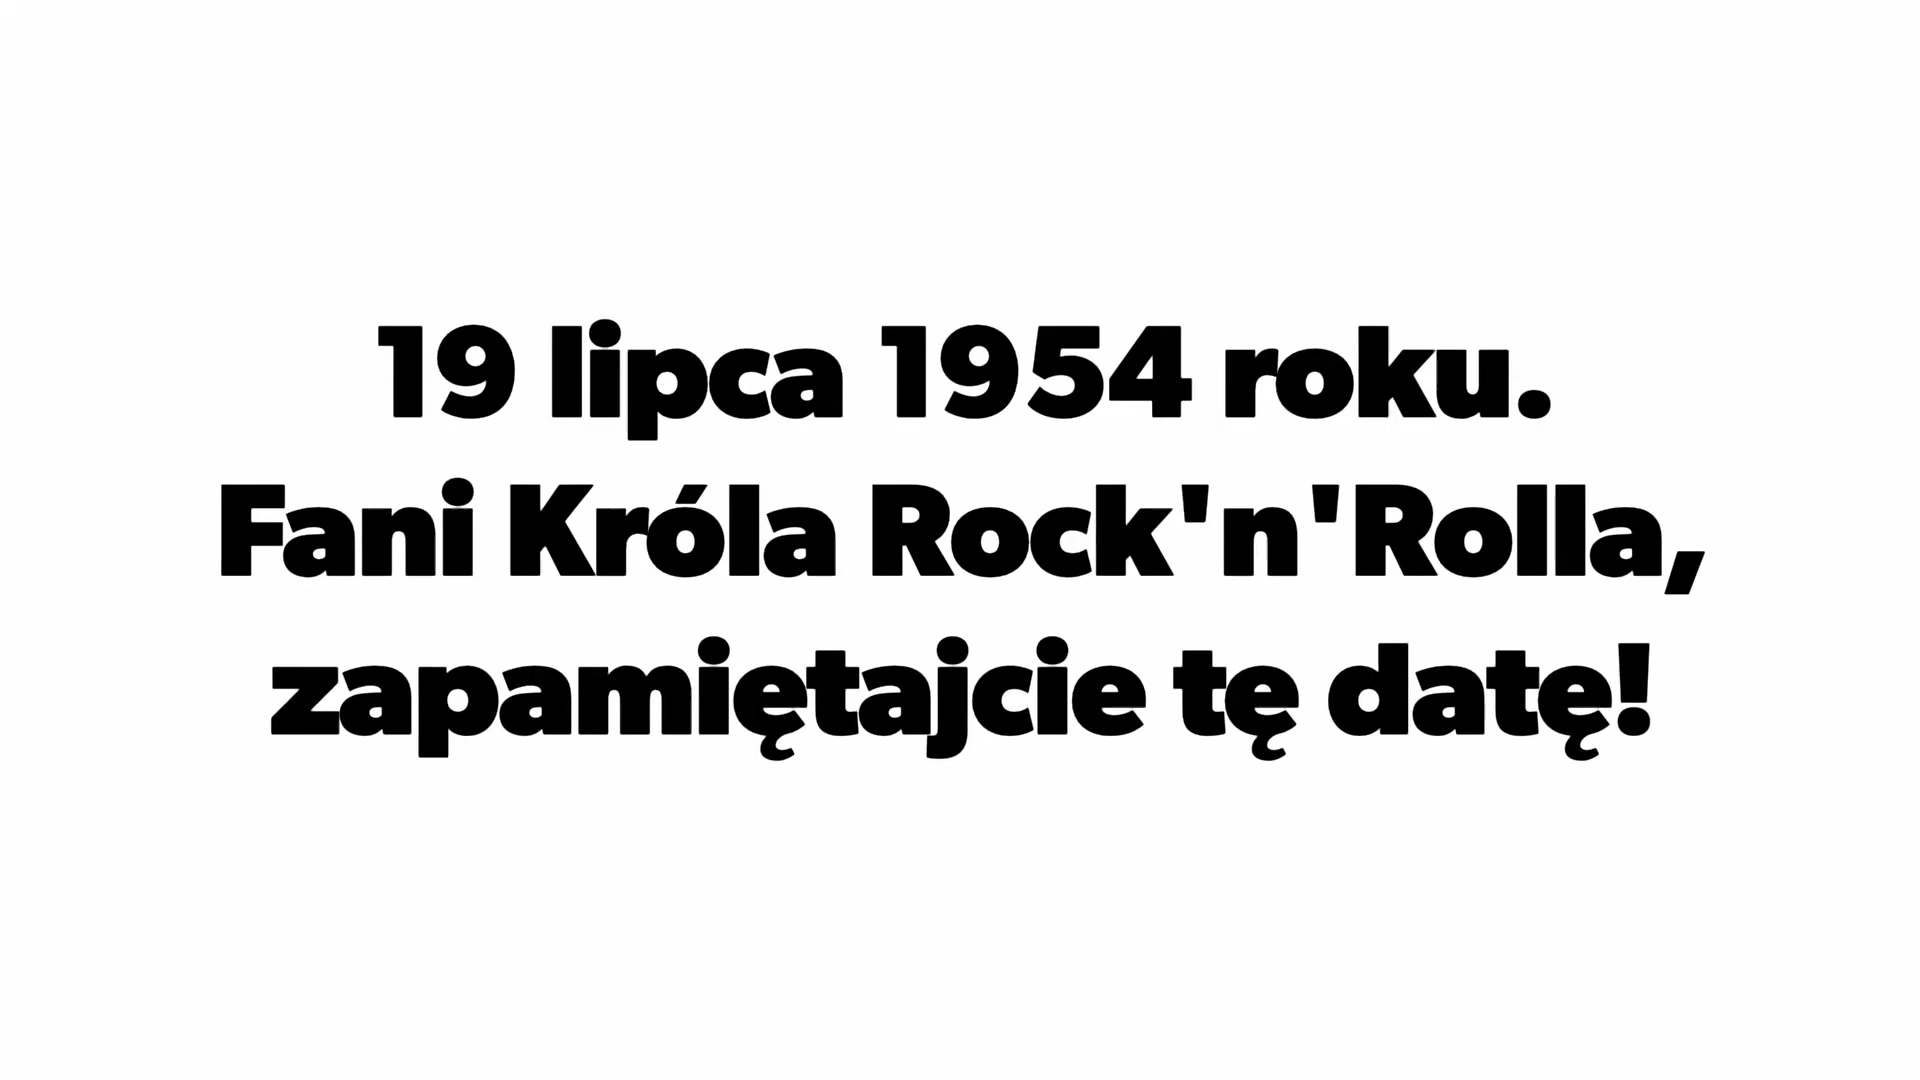 19 lipca 1954 roku.
Fani Króla Rock'n'Rolla,
zapamiętajcie tę datę!